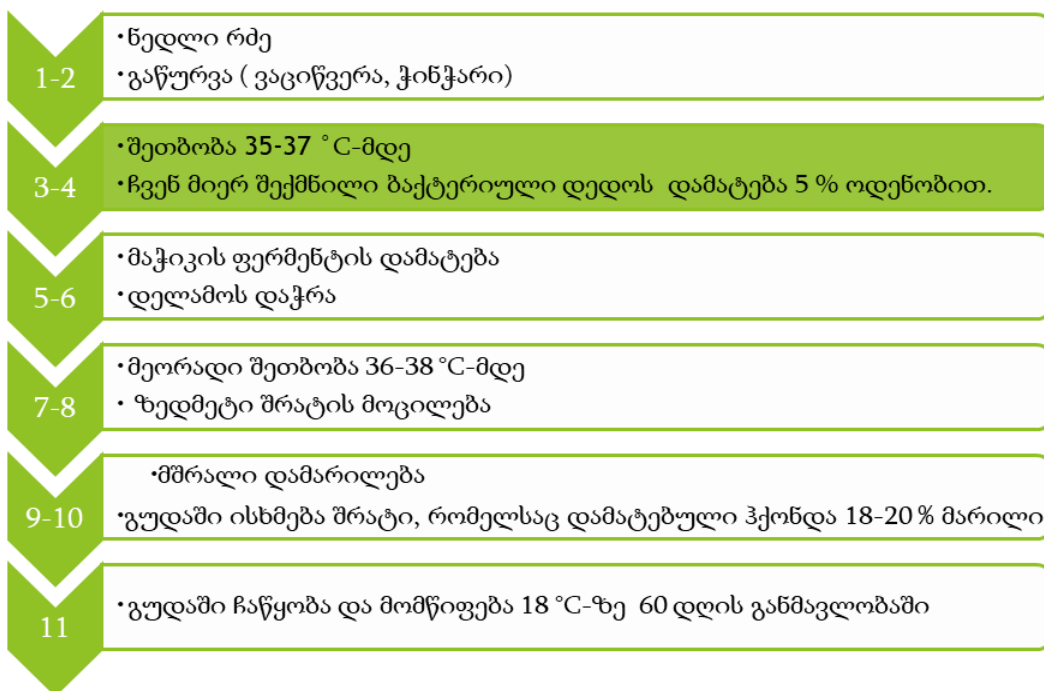 1-2
•ნედლი რძე
•გაწურვა ( ვაციწვერა, ჭინჭარი)
3-4
•შეთბობა 35-37 ˚C-მდე
•ჩვენ მიერ შექმნილი ბაქტერიული დედოს დამატება 5 % ოდენობით.
5-6
•მაჭიკის ფერმენტის დამატება
•დელამოს დაჭრა
7-8
•მეორადი შეთბობა 36-38 °C-მდე
• ზედმეტი შრატის მოცილება
9-10
•მშრალი დამარილება
•გუდაში ისხმება შრატი, რომელსაც დამატებული ჰქონდა 18-20 % მარილი
11
•გუდაში ჩაწყობა და მომწიფება 18 °C-ზე 60 დღის განმავლობაში